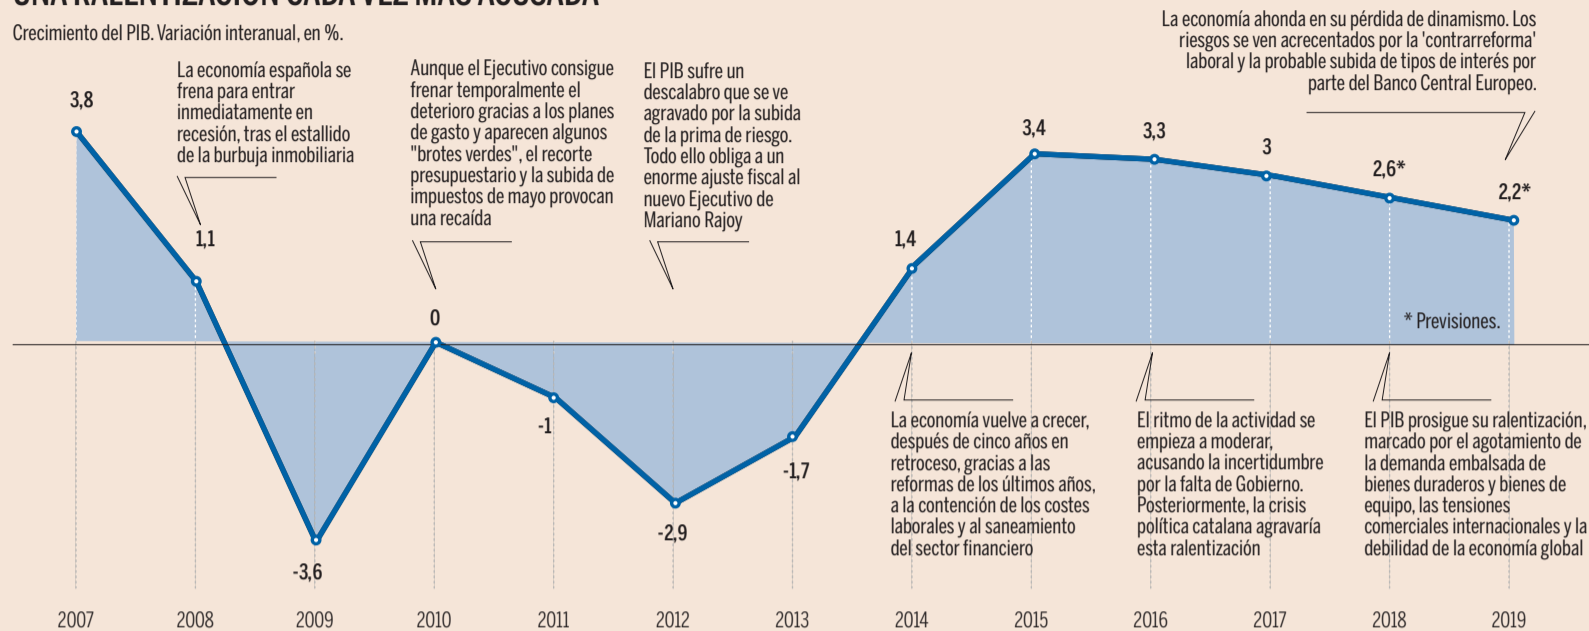 UNA RALENTIZACIÓN CADA VEZ MÁS ACUSADA
Crecimiento del PIB. Variación interanual, en %.
La economía española se
frena para entrar
inmediatamente en
recesión, tras el estallido
de la burbuja inmobiliaria
Aunque el Ejecutivo consigue
frenar temporalmente el
deterioro gracias a los planes
de gasto y aparecen algunos
"brotes verdes", el recorte
presupuestario y la subida de
impuestos de mayo provocan
una recaída
El PIB sufre un
descalabro que se ve
agravado por la subida
de la prima de riesgo.
Todo ello obliga a un
enorme ajuste fiscal al
nuevo Ejecutivo de
Mariano Rajoy
La economía ahonda en su pérdida de dinamismo. Los
riesgos se ven acrecentados por la 'contrarreforma'
laboral y la probable subida de tipos de interés por
parte del Banco Central Europeo.
3,8
1,1
-3,6
0
-1
-2,9
-1,7
1,4
3,4
3,3
3
2,6*
2,2*
* Previsiones.
La economía vuelve a crecer,
después de cinco años en
retroceso, gracias a las
reformas de los últimos años,
a la contención de los costes
laborales y al saneamiento
del sector financiero
El ritmo de la actividad se
empieza a moderar,
acusando la incertidumbre
por la falta de Gobierno.
Posteriormente, la crisis
política catalana agravaría
esta ralentización
El PIB prosigue su ralentización,
marcado por el agotamiento de
la demanda embalsada de
bienes duraderos y bienes de
equipo, las tensiones
comerciales internacionales y la
debilidad de la economía global
2007
2008
2009
2010
2011
2012
2013
2014
2015
2016
2017
2018
2019